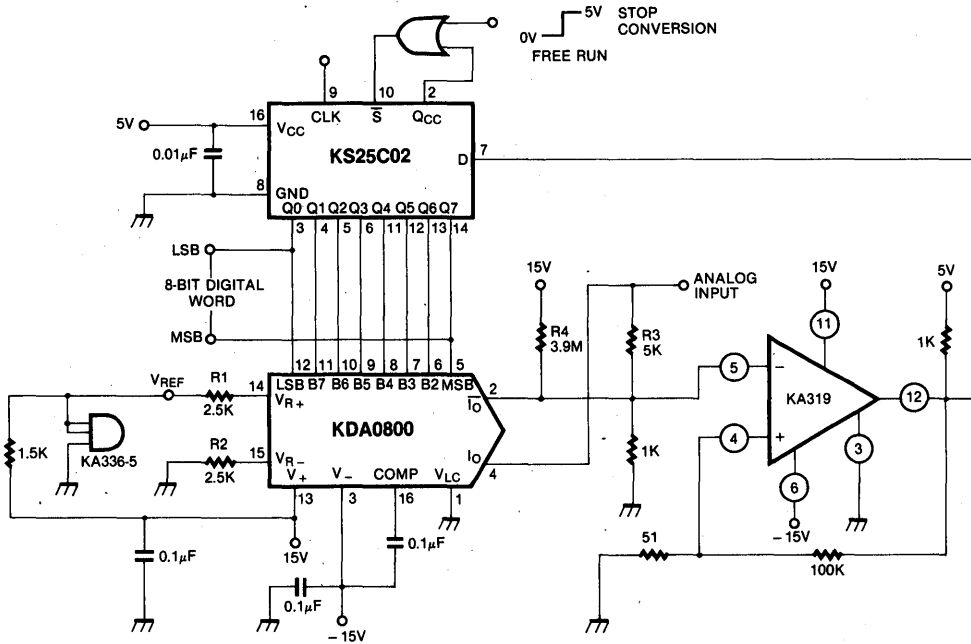 5V STOP CONVERSION
0V
FREE RUN
9 10 2
CLK S̅ QCC
5V 16 VCC
KS25C02
D 7
0.01µF
8 GND
Q0 Q1 Q2 Q3 Q4 Q5 Q6 Q7
3 4 5 6 11 12 13 14
LSB
8-BIT DIGITAL WORD
MSB
15V
ANALOG INPUT
15V
5V
R4 3.9M
R3 5K
11
1K
12 11 10 9 8 7 6 5
LSB B7 B6 B5 B4 B3 B2 MSB
VREF R1 14
2.5K
VR+
I̅O 2
5 −
KA319
12
KDA0800
KA336-5
1.5K
R2 15
2.5K
VR−
IO 4
1K
4 +
3
V+ V− COMP VLC
13 3 16 1
6
−15V
0.1µF
15V
0.1µF
51
100K
0.1µF
−15V